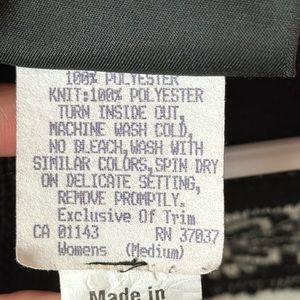 100% POLYESTER
KNIT:100% POLYESTER
TURN INSIDE OUT,
MACHINE WASH COLD,
NO BLEACH,WASH WITH
SIMILAR COLORS,SPIN DRY
ON DELICATE SETTING,
REMOVE PROMPTLY.
Exclusive Of Trim
CA 01143 RN 37037
Womens (Medium)
Made in